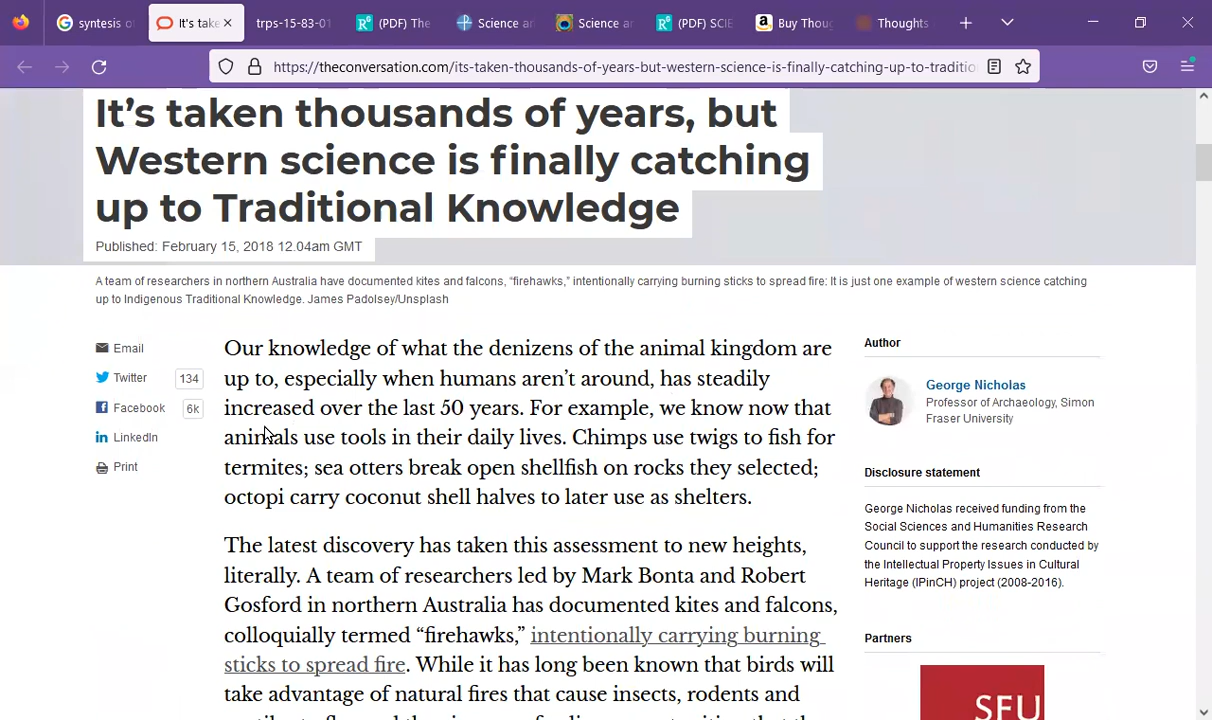 syntesis of
It's take
trps-15-83-01
(PDF) The
Science an
Science ar
(PDF) SCIE
Buy Thoug
Thoughts
https://theconversation.com/its-taken-thousands-of-years-but-western-science-is-finally-catching-up-to-traditio
It’s taken thousands of years, but
Western science is finally catching
up to Traditional Knowledge
Published: February 15, 2018 12.04am GMT
A team of researchers in northern Australia have documented kites and falcons, “firehawks,” intentionally carrying burning sticks to spread fire: It is just one example of western science catching
up to Indigenous Traditional Knowledge. James Padolsey/Unsplash
Email
Twitter 134
Facebook 6k
LinkedIn
Print
Our knowledge of what the denizens of the animal kingdom are
up to, especially when humans aren’t around, has steadily
increased over the last 50 years. For example, we know now that
animals use tools in their daily lives. Chimps use twigs to fish for
termites; sea otters break open shellfish on rocks they selected;
octopi carry coconut shell halves to later use as shelters.
The latest discovery has taken this assessment to new heights,
literally. A team of researchers led by Mark Bonta and Robert
Gosford in northern Australia has documented kites and falcons,
colloquially termed “firehawks,” intentionally carrying burning
sticks to spread fire. While it has long been known that birds will
take advantage of natural fires that cause insects, rodents and
Author
George Nicholas
Professor of Archaeology, Simon
Fraser University
Disclosure statement
George Nicholas received funding from the
Social Sciences and Humanities Research
Council to support the research conducted by
the Intellectual Property Issues in Cultural
Heritage (IPinCH) project (2008-2016).
Partners
SFU